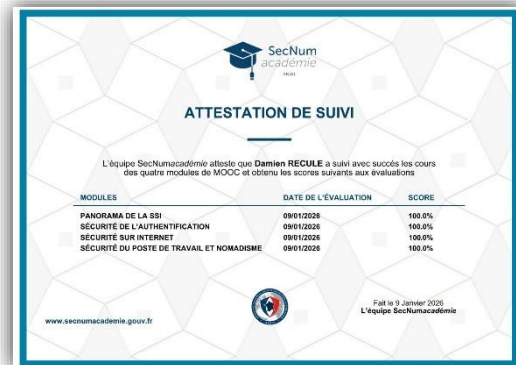 SecNum
académie
ATTESTATION DE SUIVI
L'équipe SecNumacadémie atteste que Damien RECULE a suivi avec succès les cours
des quatre modules de MOOC et obtenu les scores suivants aux évaluations
MODULES DATE DE L'ÉVALUATION SCORE
PANORAMA DE LA SSI 09/01/2026 100.0%
SÉCURITÉ DE L'AUTHENTIFICATION 09/01/2026 100.0%
SÉCURITÉ SUR INTERNET 09/01/2026 100.0%
SÉCURITÉ DU POSTE DE TRAVAIL ET NOMADISME 09/01/2026 100.0%
Fait le 9 Janvier 2026
L'équipe SecNumacadémie
www.secnumacademie.gouv.fr